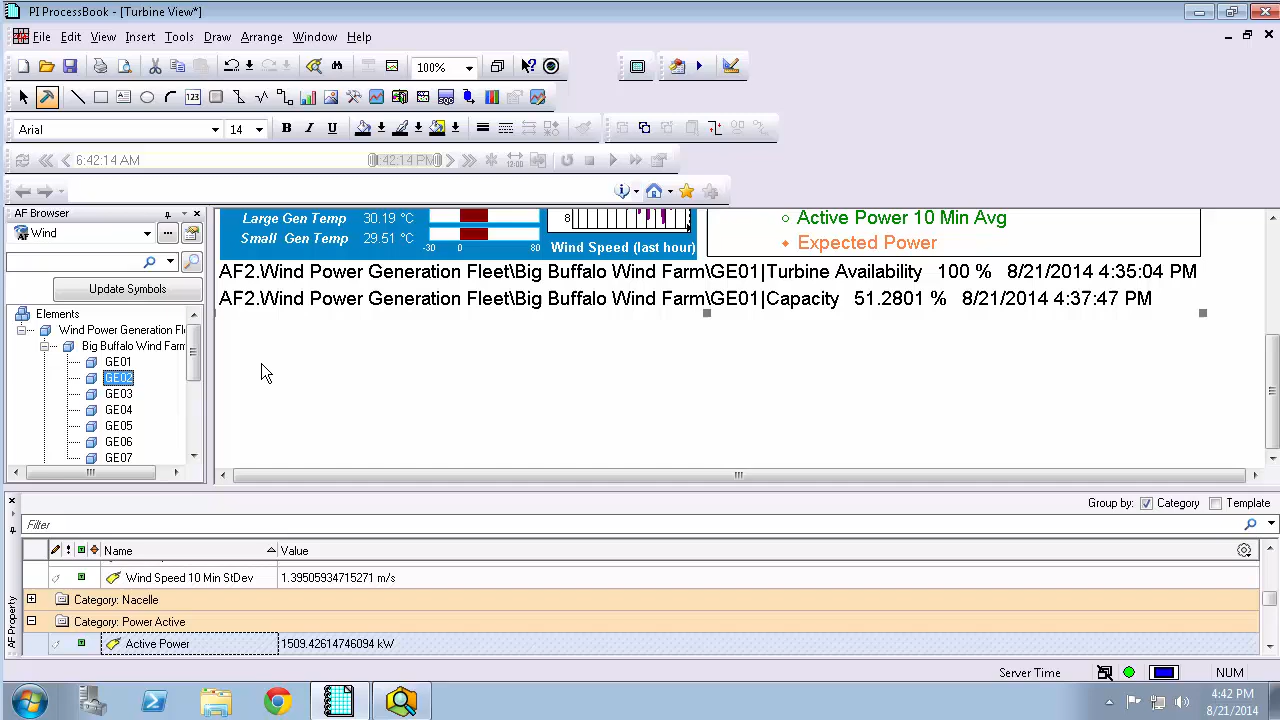 PI ProcessBook - [Turbine View*]
File Edit View Insert Tools Draw Arrange Window Help
100%
123
Arial 14 B I U
6:42:14 AM 6:42:14 PM 12:00
AF Browser
Wind
Update Symbols
Elements
Wind Power Generation Fl
Big Buffalo Wind Farm
GE01
GE02
GE03
GE04
GE05
GE06
GE07
Large Gen Temp 30.19 °C
Small Gen Temp 29.51 °C
-30 0 80
8
Wind Speed (last hour)
Active Power 10 Min Avg
Expected Power
AF2.Wind Power Generation Fleet\Big Buffalo Wind Farm\GE01|Turbine Availability 100 % 8/21/2014 4:35:04 PM
AF2.Wind Power Generation Fleet\Big Buffalo Wind Farm\GE01|Capacity 51.2801 % 8/21/2014 4:37:47 PM
Group by: Category Template
Filter
Name Value
Wind Speed 10 Min StDev 1.39505934715271 m/s
Category: Nacelle
Category: Power Active
Active Power 1509.42614746094 kW
AF Property
Server Time NUM
4:42 PM
8/21/2014